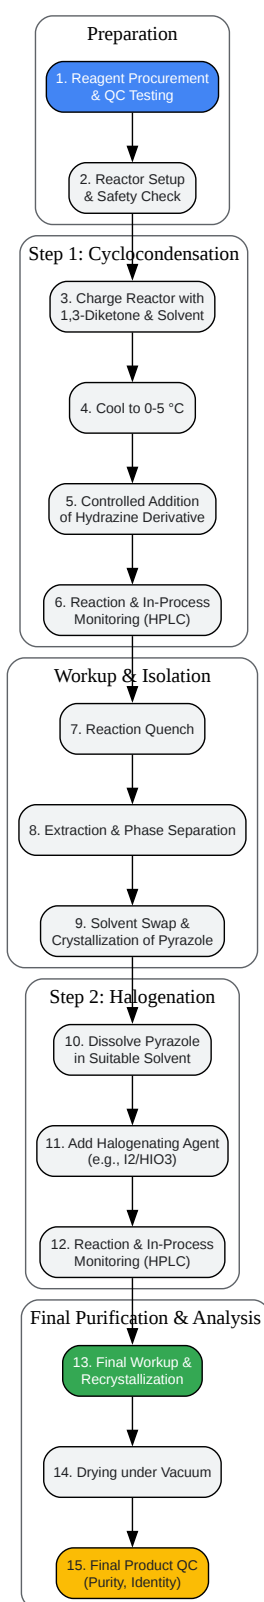 Preparation
1. Reagent Procurement
& QC Testing
2. Reactor Setup
& Safety Check
Step 1: Cyclocondensation
3. Charge Reactor with
1,3-Diketone & Solvent
4. Cool to 0-5 °C
5. Controlled Addition
of Hydrazine Derivative
6. Reaction & In-Process
Monitoring (HPLC)
Workup & Isolation
7. Reaction Quench
8. Extraction & Phase Separation
9. Solvent Swap &
Crystallization of Pyrazole
Step 2: Halogenation
10. Dissolve Pyrazole
in Suitable Solvent
11. Add Halogenating Agent
(e.g., I2/HIO3)
12. Reaction & In-Process
Monitoring (HPLC)
Final Purification & Analysis
13. Final Workup &
Recrystallization
14. Drying under Vacuum
15. Final Product QC
(Purity, Identity)